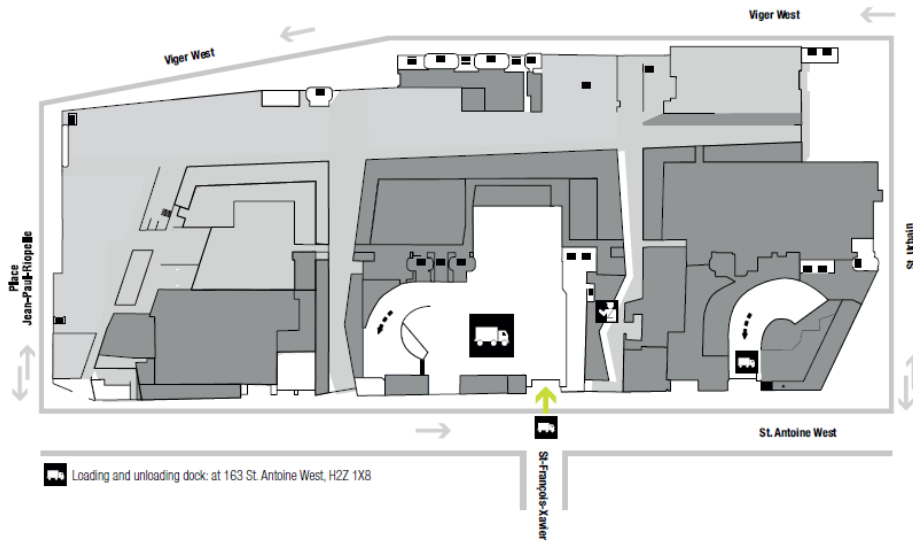 Viger West
Viger West
Place
Jean-Paul-Riopelle
St. Urbain
St. Antoine West
St-François-Xavier
Loading and unloading dock: at 163 St. Antoine West, H2Z 1X8